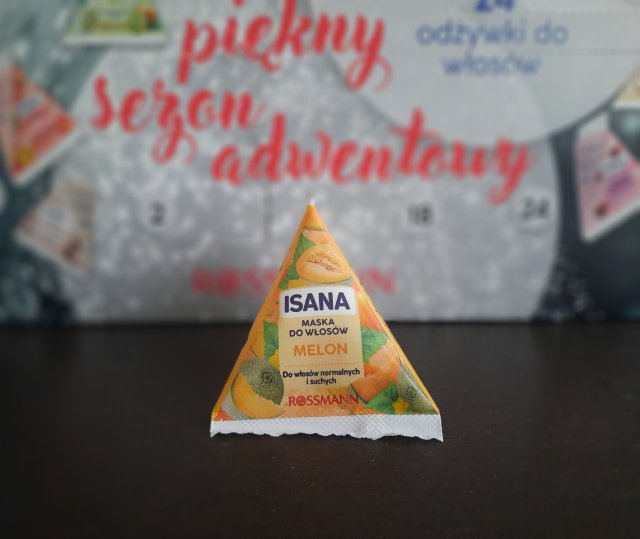 24
odżywki do
włosów
piękny
sezon
adwentowy
2
18
24
ROSSMANN
ISANA
MASKA
DO WŁOSÓW
MELON
Do włosów normalnych
i suchych
ROSSMANN